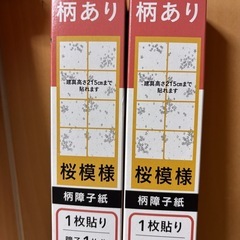 柄あり
建具高さ215cmまで
貼れます
桜模様
柄障子紙
1枚貼り
柄あり
建具高さ215cmまで
貼れます
桜模様
柄障子紙
1枚貼り